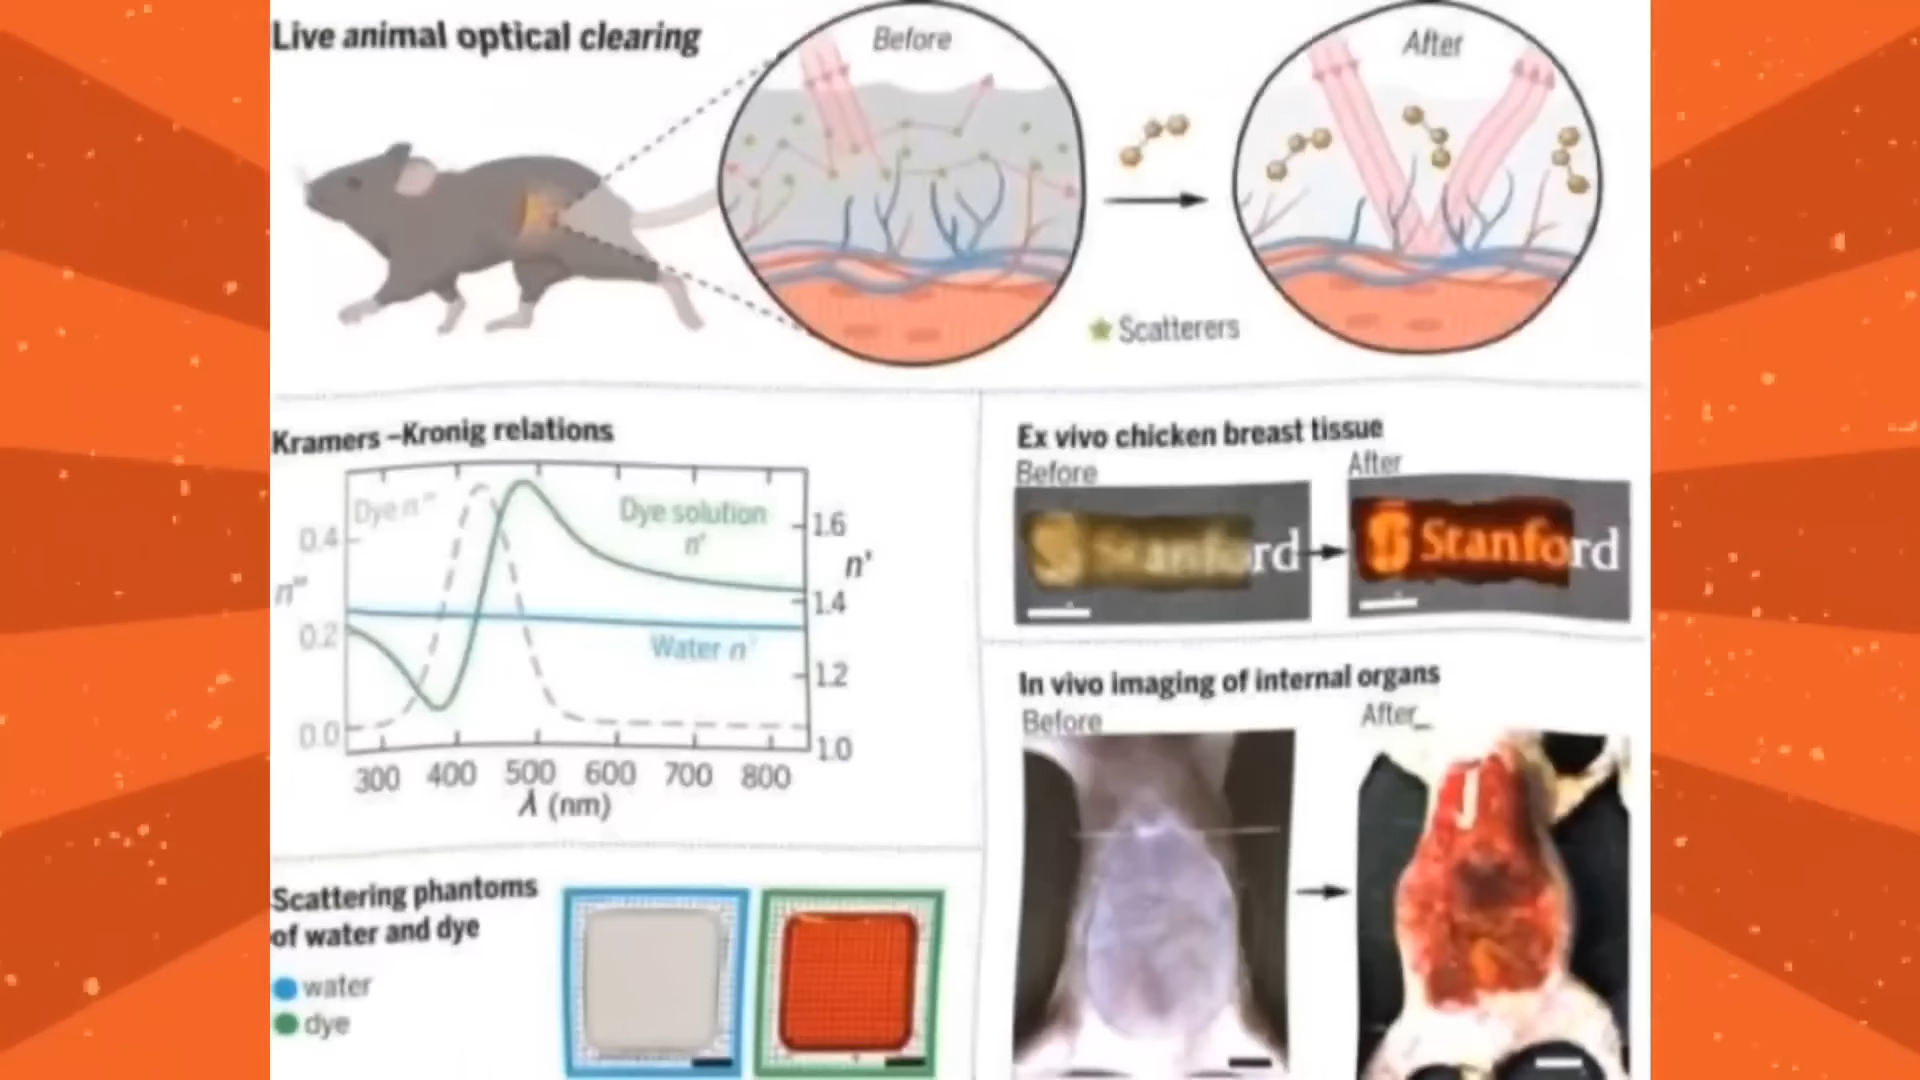 Live animal optical clearing
Before
After
Scatterers
Kramers –Kronig relations
Dye n"
Dye solution
n'
Water n'
n"
0.4
0.2
0.0
n'
1.6
1.4
1.2
1.0
300 400 500 600 700 800
λ (nm)
Ex vivo chicken breast tissue
Before
After
Stanford
Stanford
In vivo imaging of internal organs
Before
After
Scattering phantoms
of water and dye
water
dye